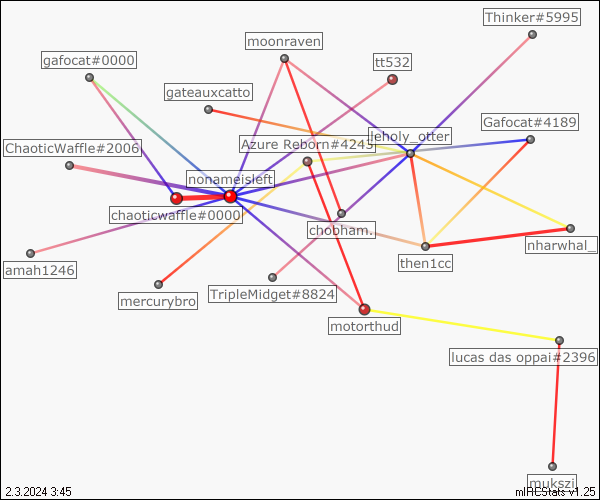 Thinker#5995
moonraven
gafocat#0000
tt532
gateauxcatto
Gafocat#4189
leholy_otter
Azure Reborn#4243
ChaoticWaffle#2006
nonameisleft
chaoticwaffle#0000
chobham.
nharwhal_
then1cc
amah1246
mercurybro
TripleMidget#8824
motorthud
lucas das oppai#2396
mukszi
2.3.2024 3:45
mIRCStats v1.25